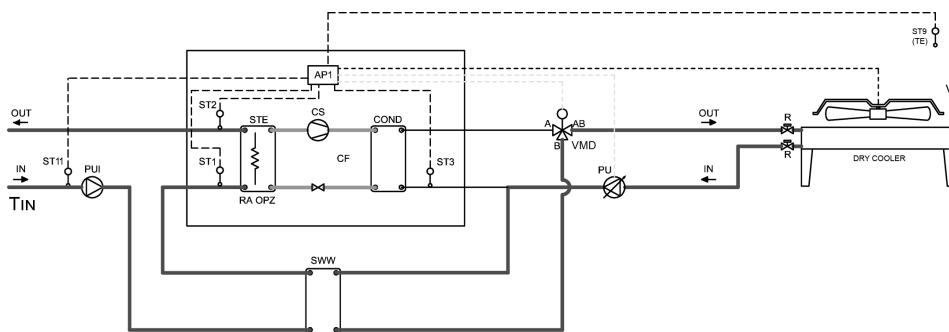 ST9
(TE)
AP1
V
OUT
ST2
STE
CS
COND
A
AB
OUT
R
B
VMD
CF
ST11
IN
PUI
ST1
ST3
PU
IN
R
DRY COOLER
TIN
RA OPZ
SWW